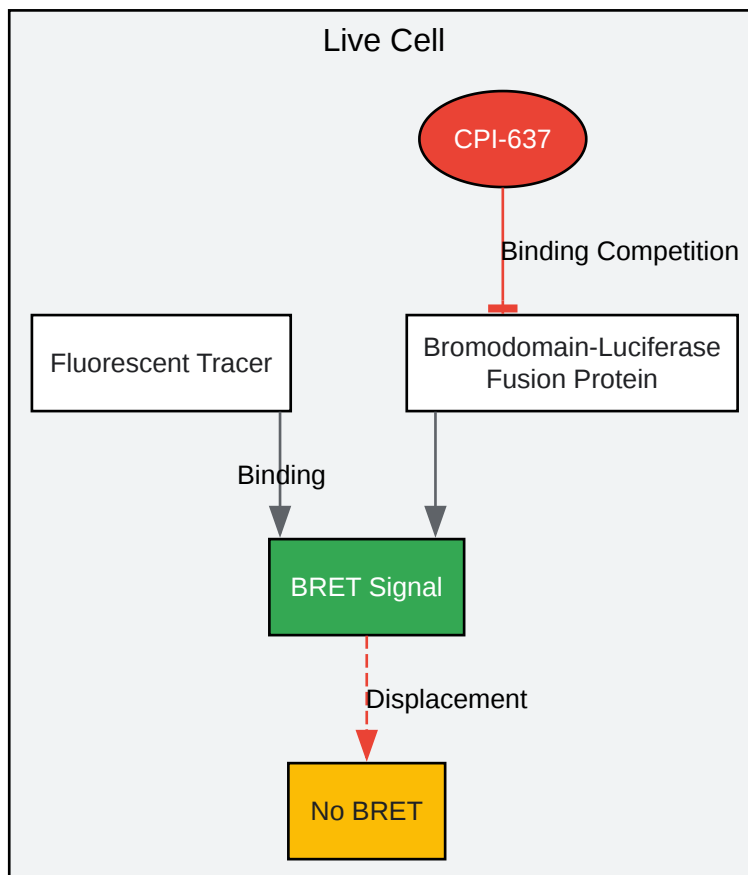 Live Cell
CPI-637
Binding Competition
Fluorescent Tracer
Bromodomain-Luciferase
Fusion Protein
Binding
BRET Signal
Displacement
No BRET